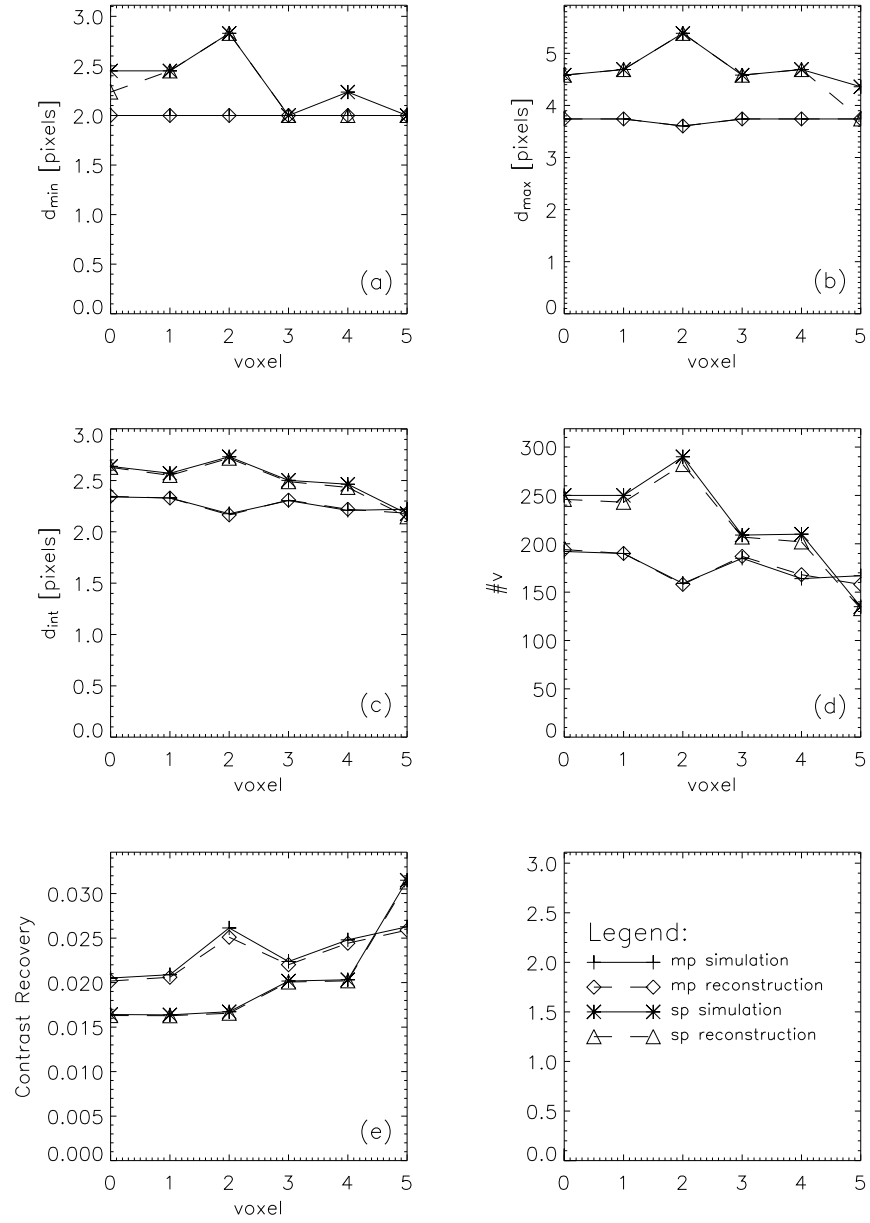 3.0
2.5
2.0
1.5
1.0
0.5
0.0
d_min [pixels]
(a)
0 1 2 3 4 5
voxel
5
4
3
2
1
0
d_max [pixels]
(b)
0 1 2 3 4 5
voxel
3.0
2.5
2.0
1.5
1.0
0.5
0.0
d_int [pixels]
(c)
0 1 2 3 4 5
voxel
300
250
200
150
100
50
0
#v
(d)
0 1 2 3 4 5
voxel
0.030
0.025
0.020
0.015
0.010
0.005
0.000
Contrast Recovery
(e)
0 1 2 3 4 5
voxel
3.0
2.5
2.0
1.5
1.0
0.5
0.0
Legend:
mp simulation
mp reconstruction
sp simulation
sp reconstruction
0 1 2 3 4 5